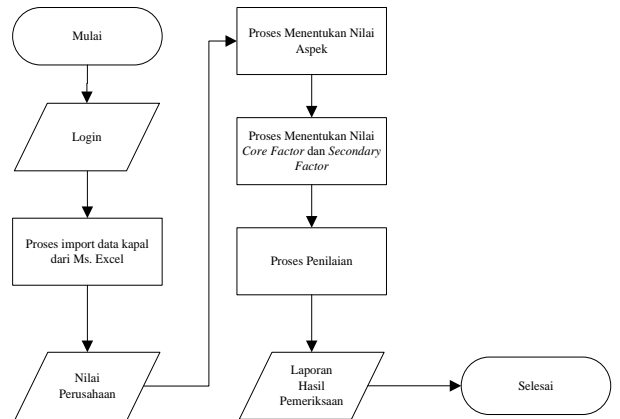 Mulai
Login
Proses import data kapal
dari Ms. Excel
Nilai
Perusahaan
Proses Menentukan Nilai
Aspek
Proses Menentukan Nilai
Core Factor dan Secondary
Factor
Proses Penilaian
Laporan
Hasil
Pemeriksaan
Selesai